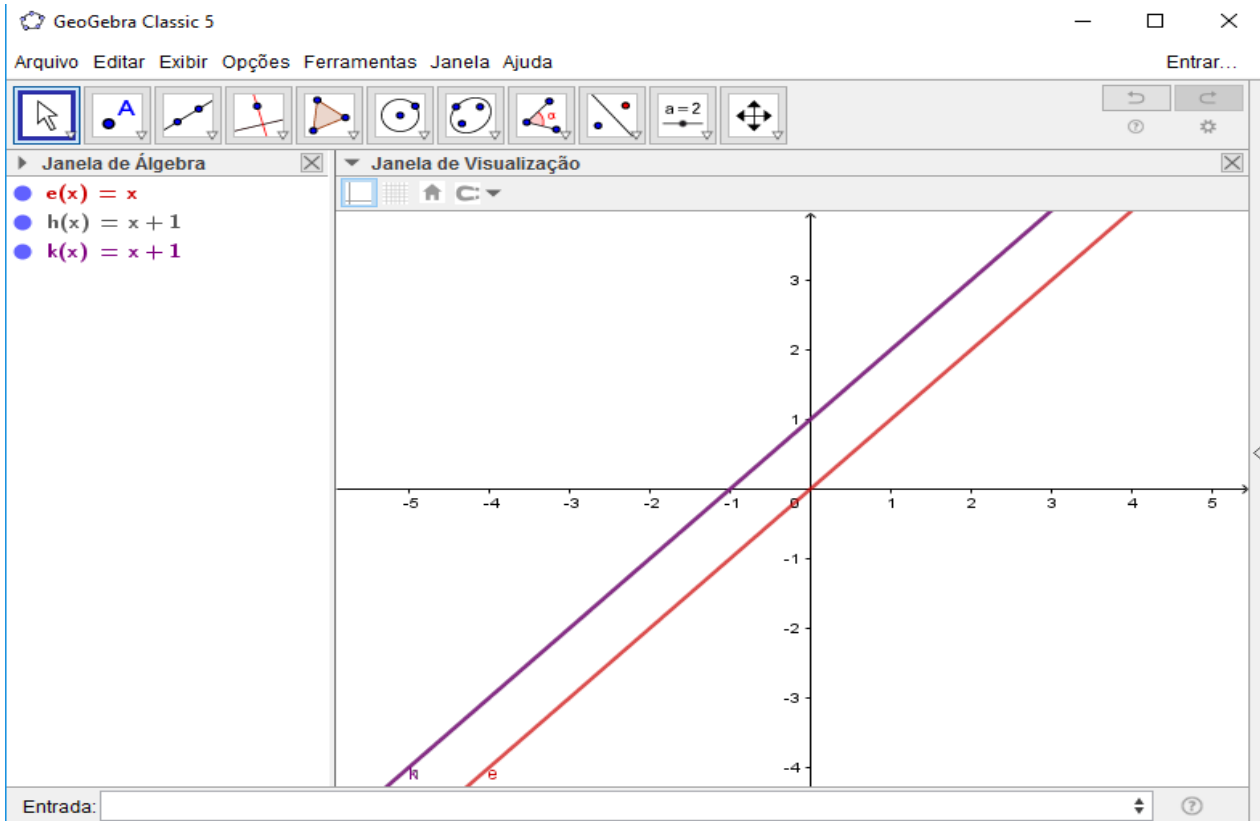 GeoGebra Classic 5
Arquivo Editar Exibir Opções Ferramentas Janela Ajuda
Entrar...
A
α
a = 2
Janela de Álgebra
Janela de Visualização
e(x) = x
h(x) = x + 1
k(x) = x + 1
3
2
1
-5 -4 -3 -2 -1 0 1 2 3 4 5
-1
-2
-3
-4
k e
Entrada: